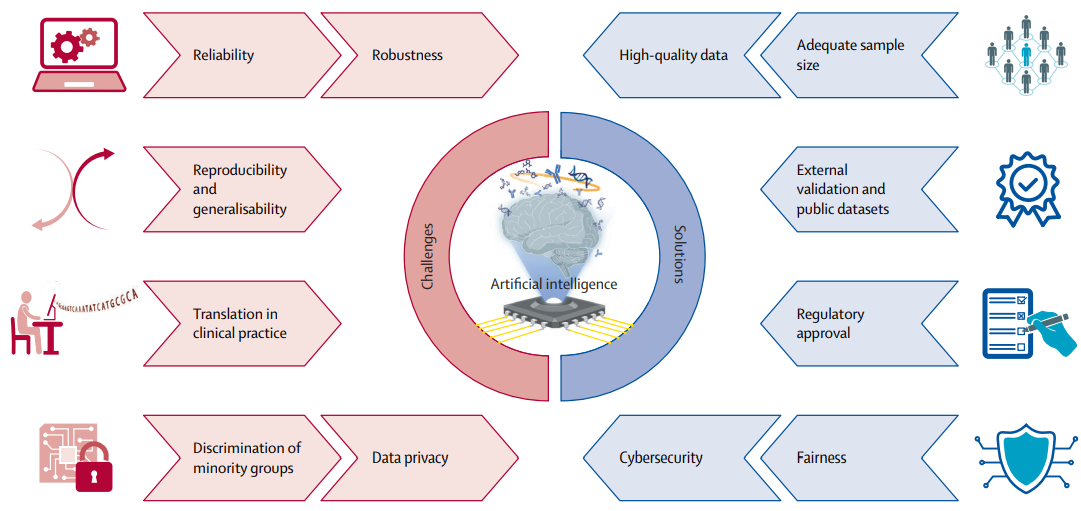 Reliability
Robustness
High-quality data
Adequate sample
size
Reproducibility
and
generalisability
External
validation and
public datasets
Challenges
Solutions
Artificial intelligence
Translation in
clinical practice
Regulatory
approval
Discrimination of
minority groups
Data privacy
Cybersecurity
Fairness